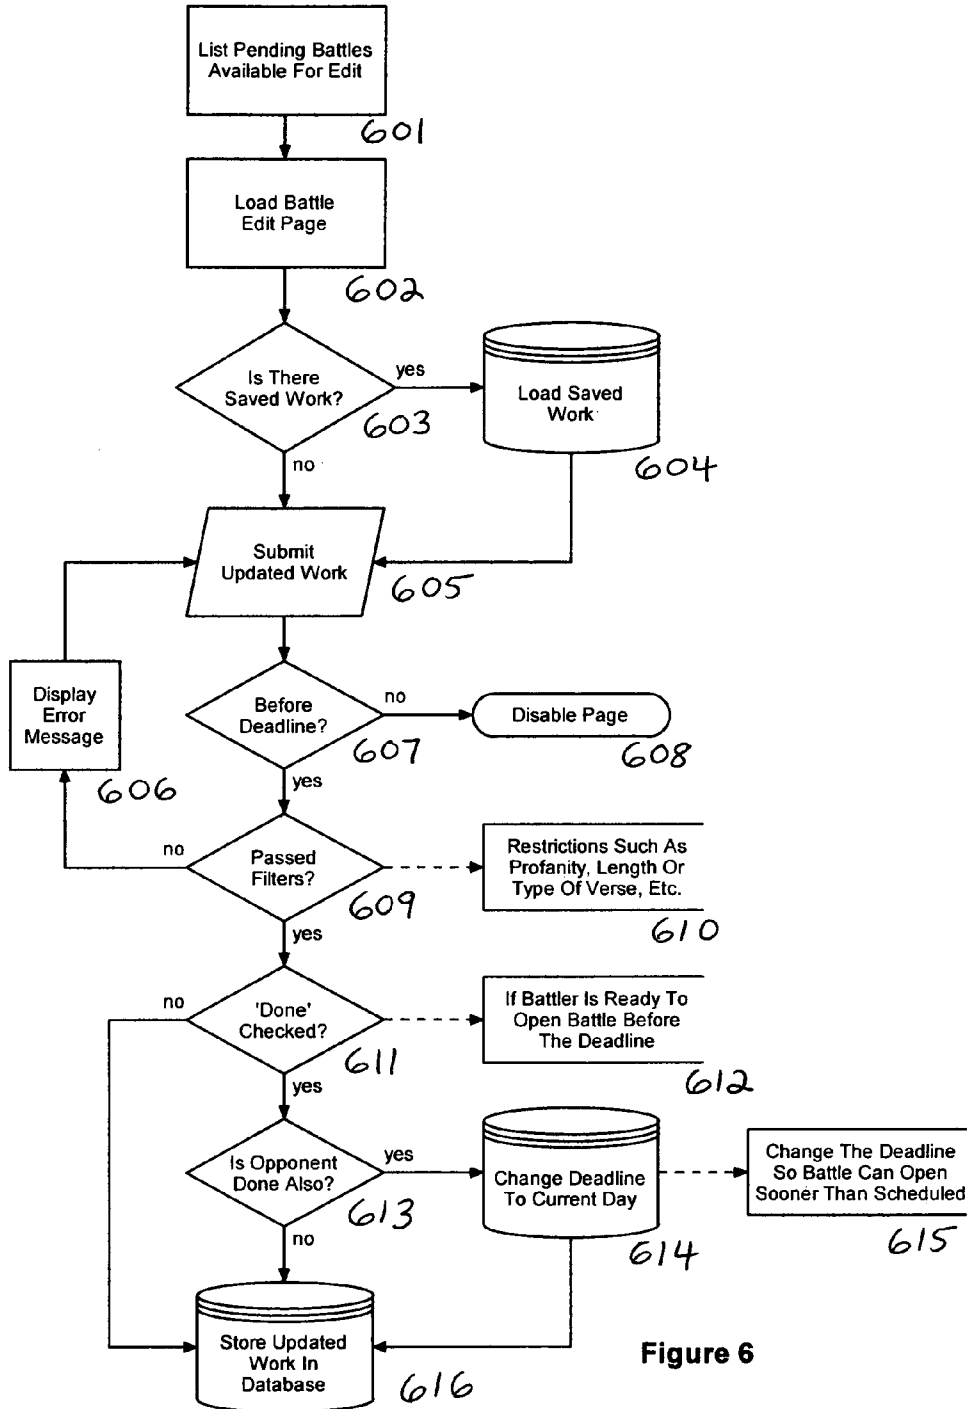 List Pending Battles
Available For Edit
601
Load Battle
Edit Page
602
Is There
Saved Work?
yes
603
no
Load Saved
Work
604
Submit
Updated Work
605
Display
Error
Message
606
Before
Deadline?
no
607
yes
Disable Page
608
Passed
Filters?
no
609
yes
Restrictions Such As
Profanity, Length Or
Type Of Verse, Etc.
610
'Done'
Checked?
no
611
yes
If Battler Is Ready To
Open Battle Before
The Deadline
612
Is Opponent
Done Also?
yes
613
no
Change Deadline
To Current Day
614
Change The Deadline
So Battle Can Open
Sooner Than Scheduled
615
Store Updated
Work In
Database
616
Figure 6